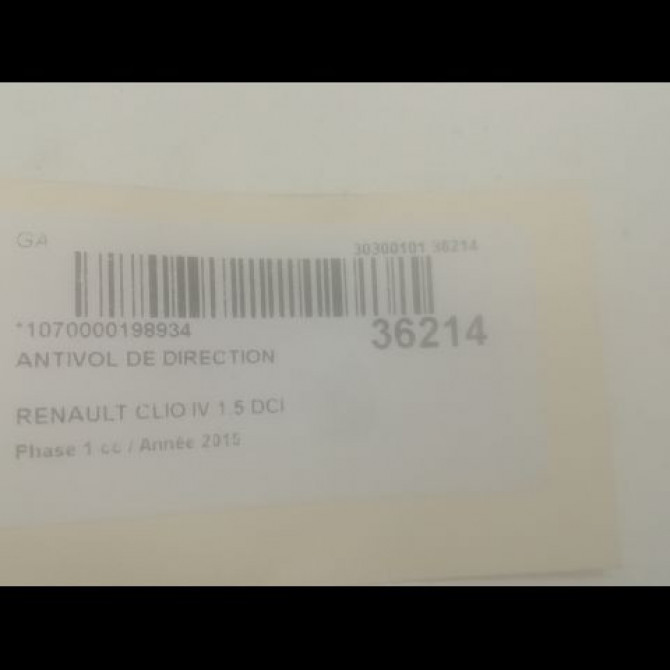 GA
30300101 36214
*1070000198934
36214
ANTIVOL DE DIRECTION
RENAULT CLIO IV 1.5 DCI
Phase 1 cc / Année 2015